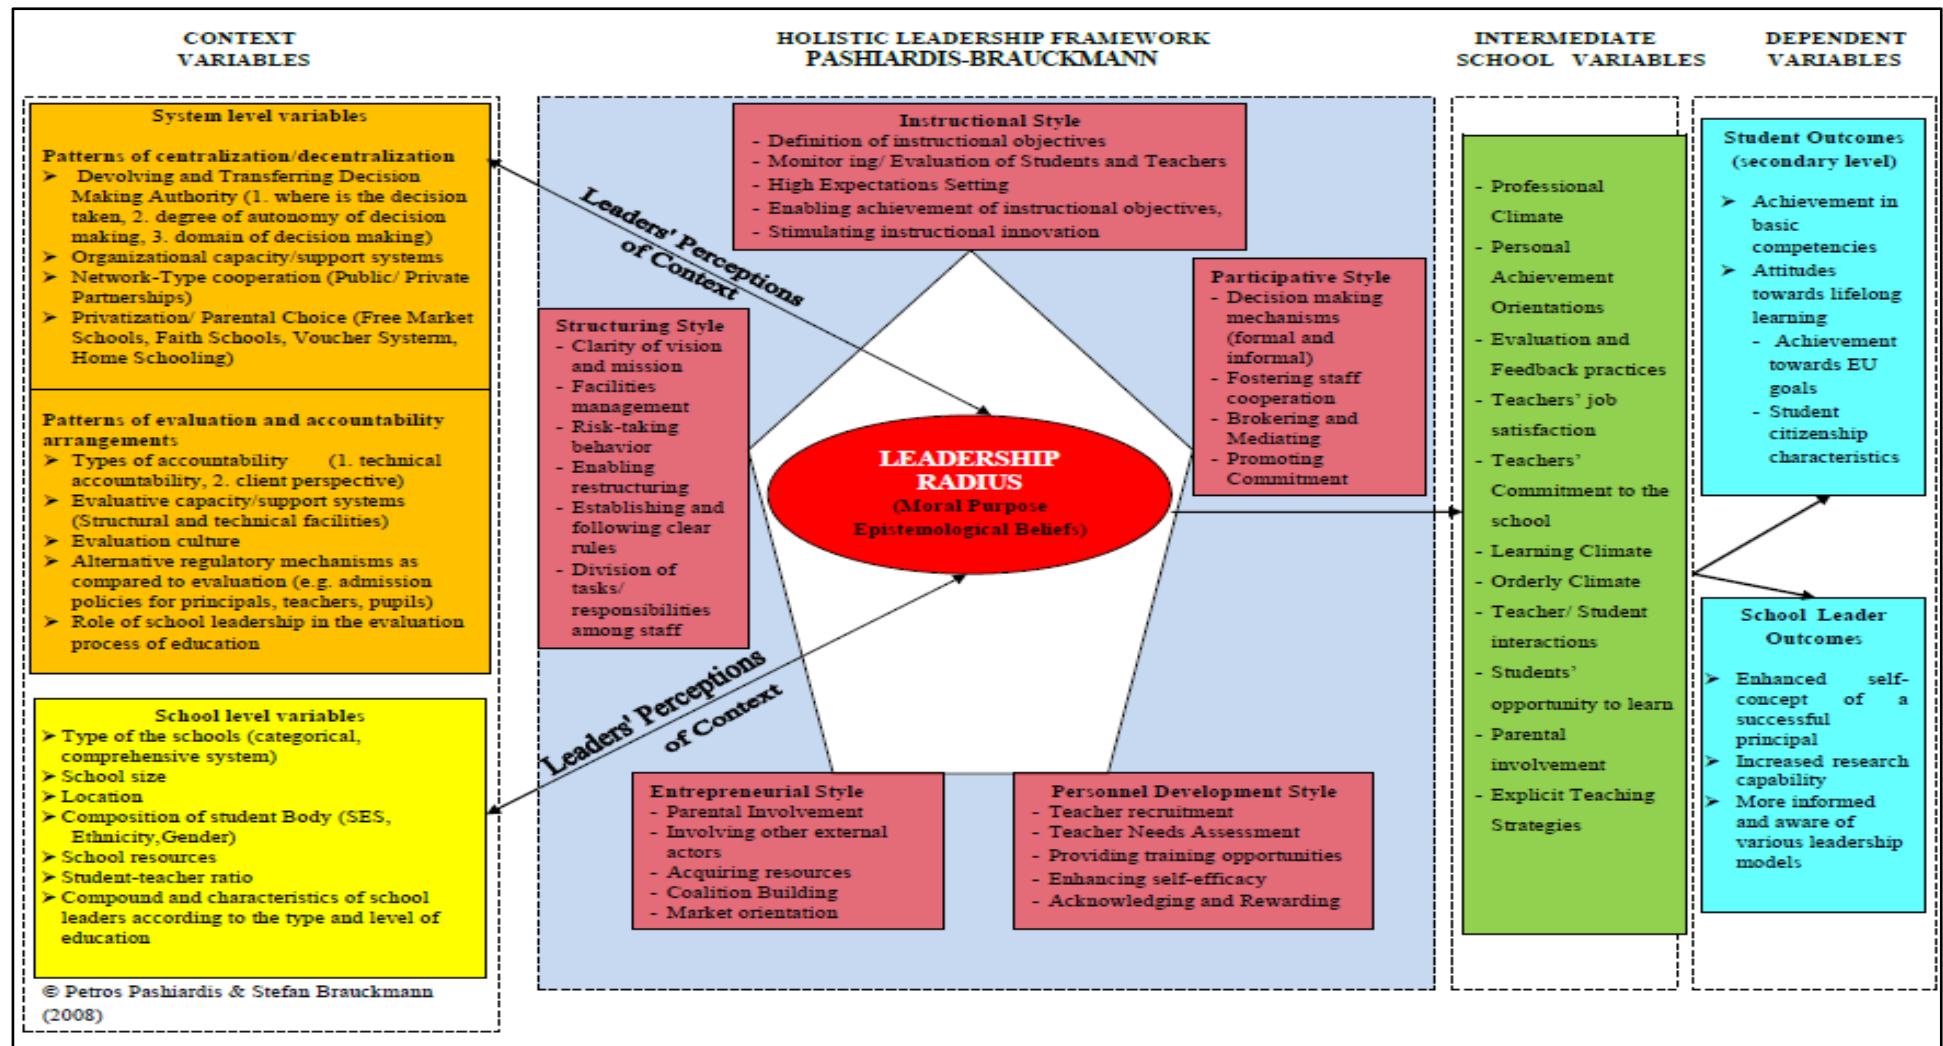 CONTEXT
VARIABLES
HOLISTIC LEADERSHIP FRAMEWORK
PASHIARDIS-BRAUCKMANN
INTERMEDIATE
SCHOOL VARIABLES
DEPENDENT
VARIABLES
System level variables
Patterns of centralization/decentralization
➢ Devolving and Transferring Decision
Making Authority (1. where is the decision
taken, 2. degree of autonomy of decision
making, 3. domain of decision making)
➢ Organizational capacity/support systems
➢ Network-Type cooperation (Public/ Private
Partnerships)
➢ Privatization/ Parental Choice (Free Market
Schools, Faith Schools, Voucher Systerm,
Home Schooling)
Patterns of evaluation and accountability
arrangements
➢ Types of accountability (1. technical
accountability, 2. client perspective)
➢ Evaluative capacity/support systems
(Structural and technical facilities)
➢ Evaluation culture
➢ Alternative regulatory mechanisms as
compared to evaluation (e.g. admission
policies for principals, teachers, pupils)
➢ Role of school leadership in the evaluation
process of education
School level variables
➢ Type of the schools (categorical,
comprehensive system)
➢ School size
➢ Location
➢ Composition of student Body (SES,
Ethnicity,Gender)
➢ School resources
➢ Student-teacher ratio
➢ Compound and characteristics of school
leaders according to the type and level of
education
© Petros Pashiardis & Stefan Brauckmann
(2008)
Leaders' Perceptions
of Context
Leaders' Perceptions
of Context
Instructional Style
- Definition of instructional objectives
- Monitor ing/ Evaluation of Students and Teachers
- High Expectations Setting
- Enabling achievement of instructional objectives,
- Stimulating instructional innovation
Structuring Style
- Clarity of vision
and mission
- Facilities
management
- Risk-taking
behavior
- Enabling
restructuring
- Establishing and
following clear
rules
- Division of
tasks/
responsibilities
among staff
Participative Style
- Decision making
mechanisms
(formal and
informal)
- Fostering staff
cooperation
- Brokering and
Mediating
- Promoting
Commitment
LEADERSHIP
RADIUS
(Moral Purpose
Epistemological Beliefs)
Entrepreneurial Style
- Parental Involvement
- Involving other external
actors
- Acquiring resources
- Coalition Building
- Market orientation
Personnel Development Style
- Teacher recruitment
- Teacher Needs Assessment
- Providing training opportunities
- Enhancing self-efficacy
- Acknowledging and Rewarding
- Professional
Climate
- Personal
Achievement
Orientations
- Evaluation and
Feedback practices
- Teachers' job
satisfaction
- Teachers'
Commitment to the
school
- Learning Climate
- Orderly Climate
- Teacher/ Student
interactions
- Students'
opportunity to learn
- Parental
involvement
- Explicit Teaching
Strategies
Student Outcomes
(secondary level)
➢ Achievement in
basic
competencies
➢ Attitudes
towards lifelong
learning
- Achievement
towards EU
goals
- Student
citizenship
characteristics
School Leader
Outcomes
➢ Enhanced self-
concept of a
successful
principal
➢ Increased research
capability
➢ More informed
and aware of
various leadership
models